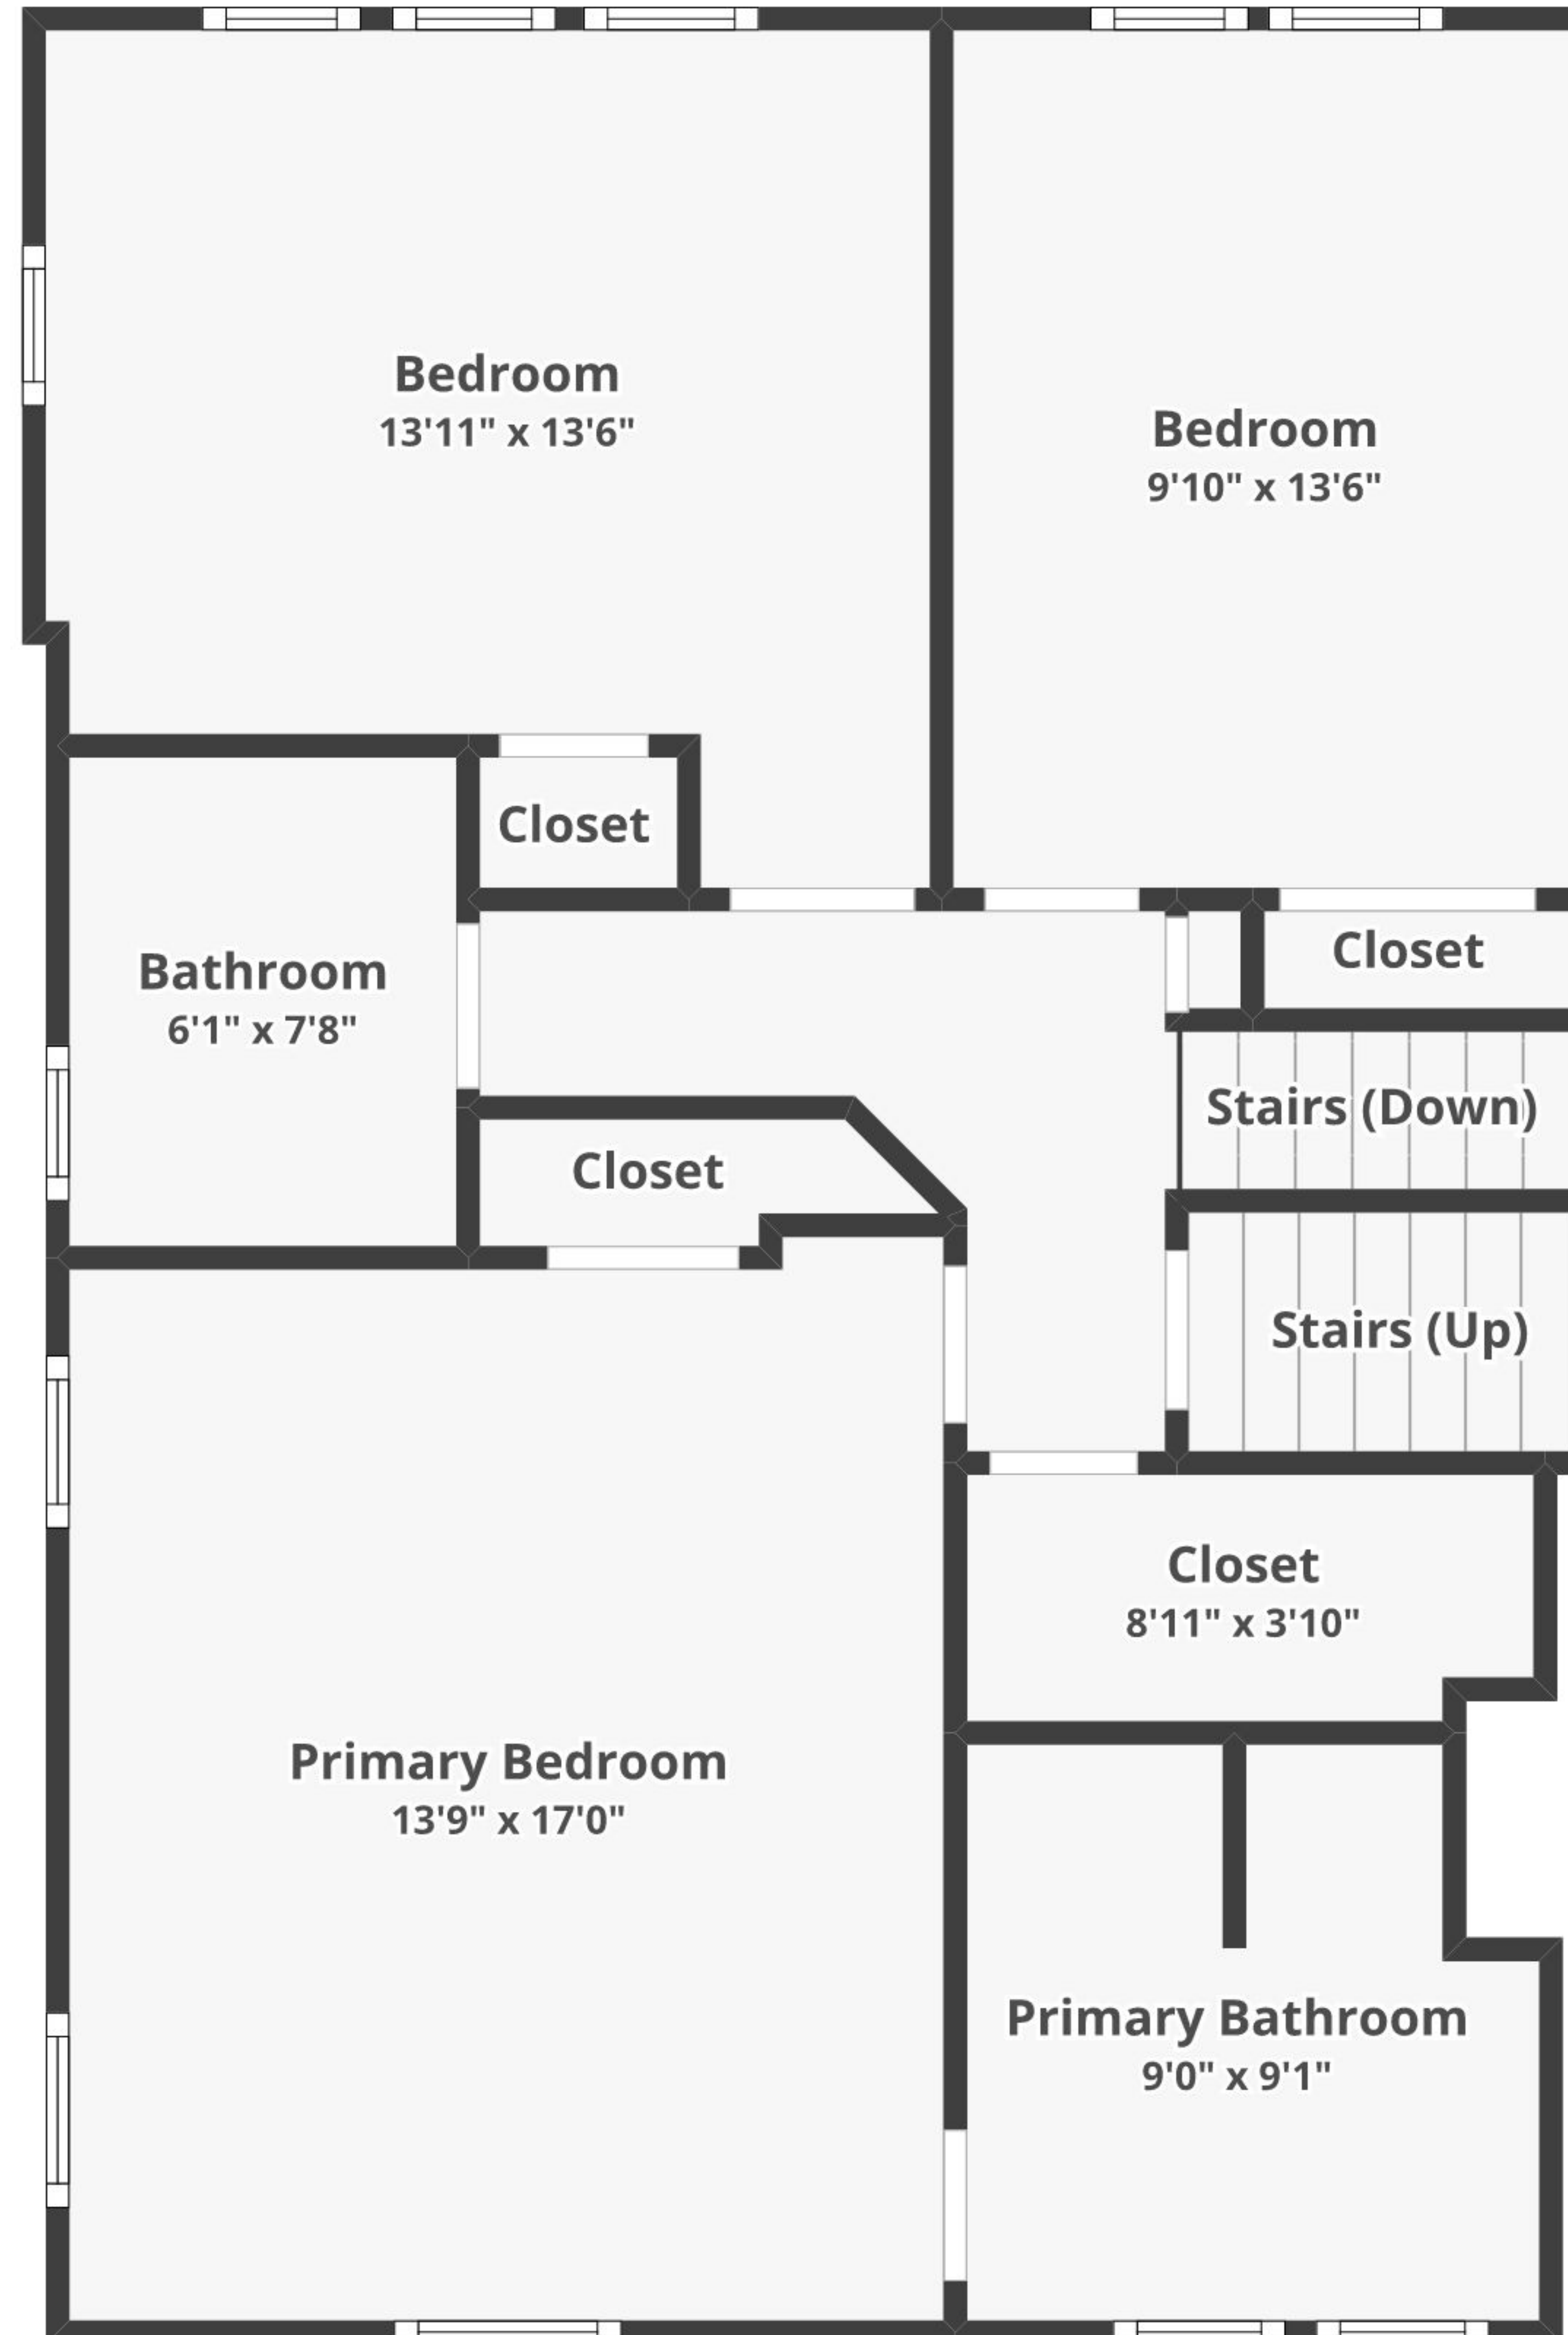 Bedroom
13'11" x 13'6"
Bedroom
9'10" x 13'6"
Closet
Closet
Bathroom
6'1" x 7'8"
Stairs (Down)
Closet
Stairs (Up)
Closet
8'11" x 3'10"
Primary Bedroom
13'9" x 17'0"
Primary Bathroom
9'0" x 9'1"